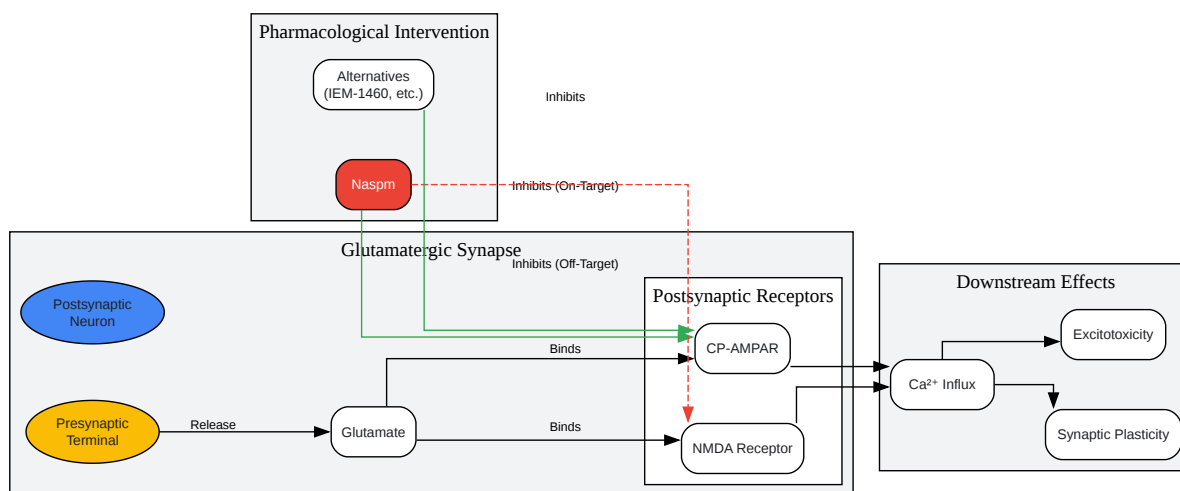 Pharmacological Intervention
Alternatives
(IEM-1460, etc.)
Inhibits
Naspm
Inhibits (On-Target)
Glutamatergic Synapse
Inhibits (Off-Target)
Postsynaptic
Neuron
Postsynaptic Receptors
Downstream Effects
CP-AMPAR
Excitotoxicity
Binds
Ca²⁺ Influx
Presynaptic
Terminal
Release
Glutamate
Binds
NMDA Receptor
Synaptic Plasticity